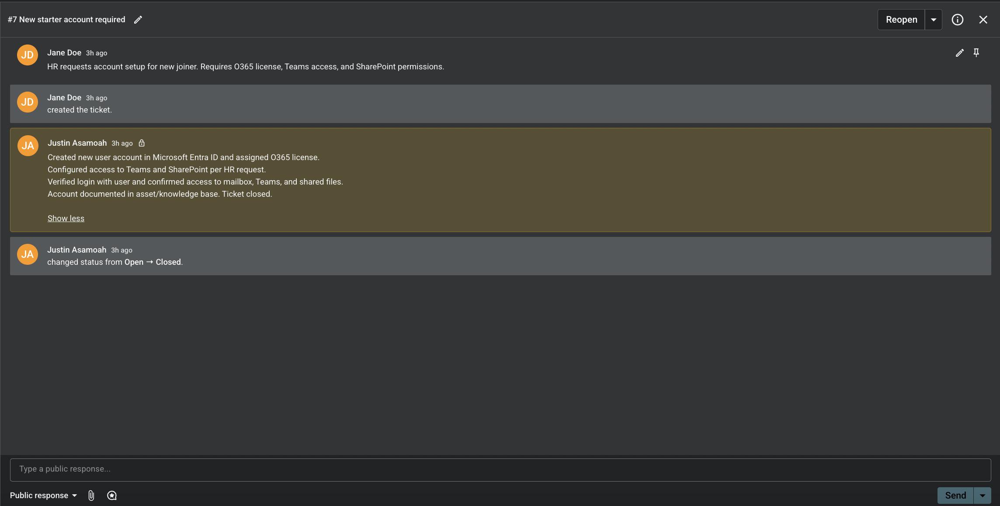 #7 New starter account required
Reopen
JD
Jane Doe 3h ago
HR requests account setup for new joiner. Requires O365 license, Teams access, and SharePoint permissions.
JD
Jane Doe 3h ago
created the ticket.
JA
Justin Asamoah 3h ago
Created new user account in Microsoft Entra ID and assigned O365 license.
Configured access to Teams and SharePoint per HR request.
Verified login with user and confirmed access to mailbox, Teams, and shared files.
Account documented in asset/knowledge base. Ticket closed.
Show less
JA
Justin Asamoah 3h ago
changed status from Open → Closed.
Type a public response...
Public response
Send